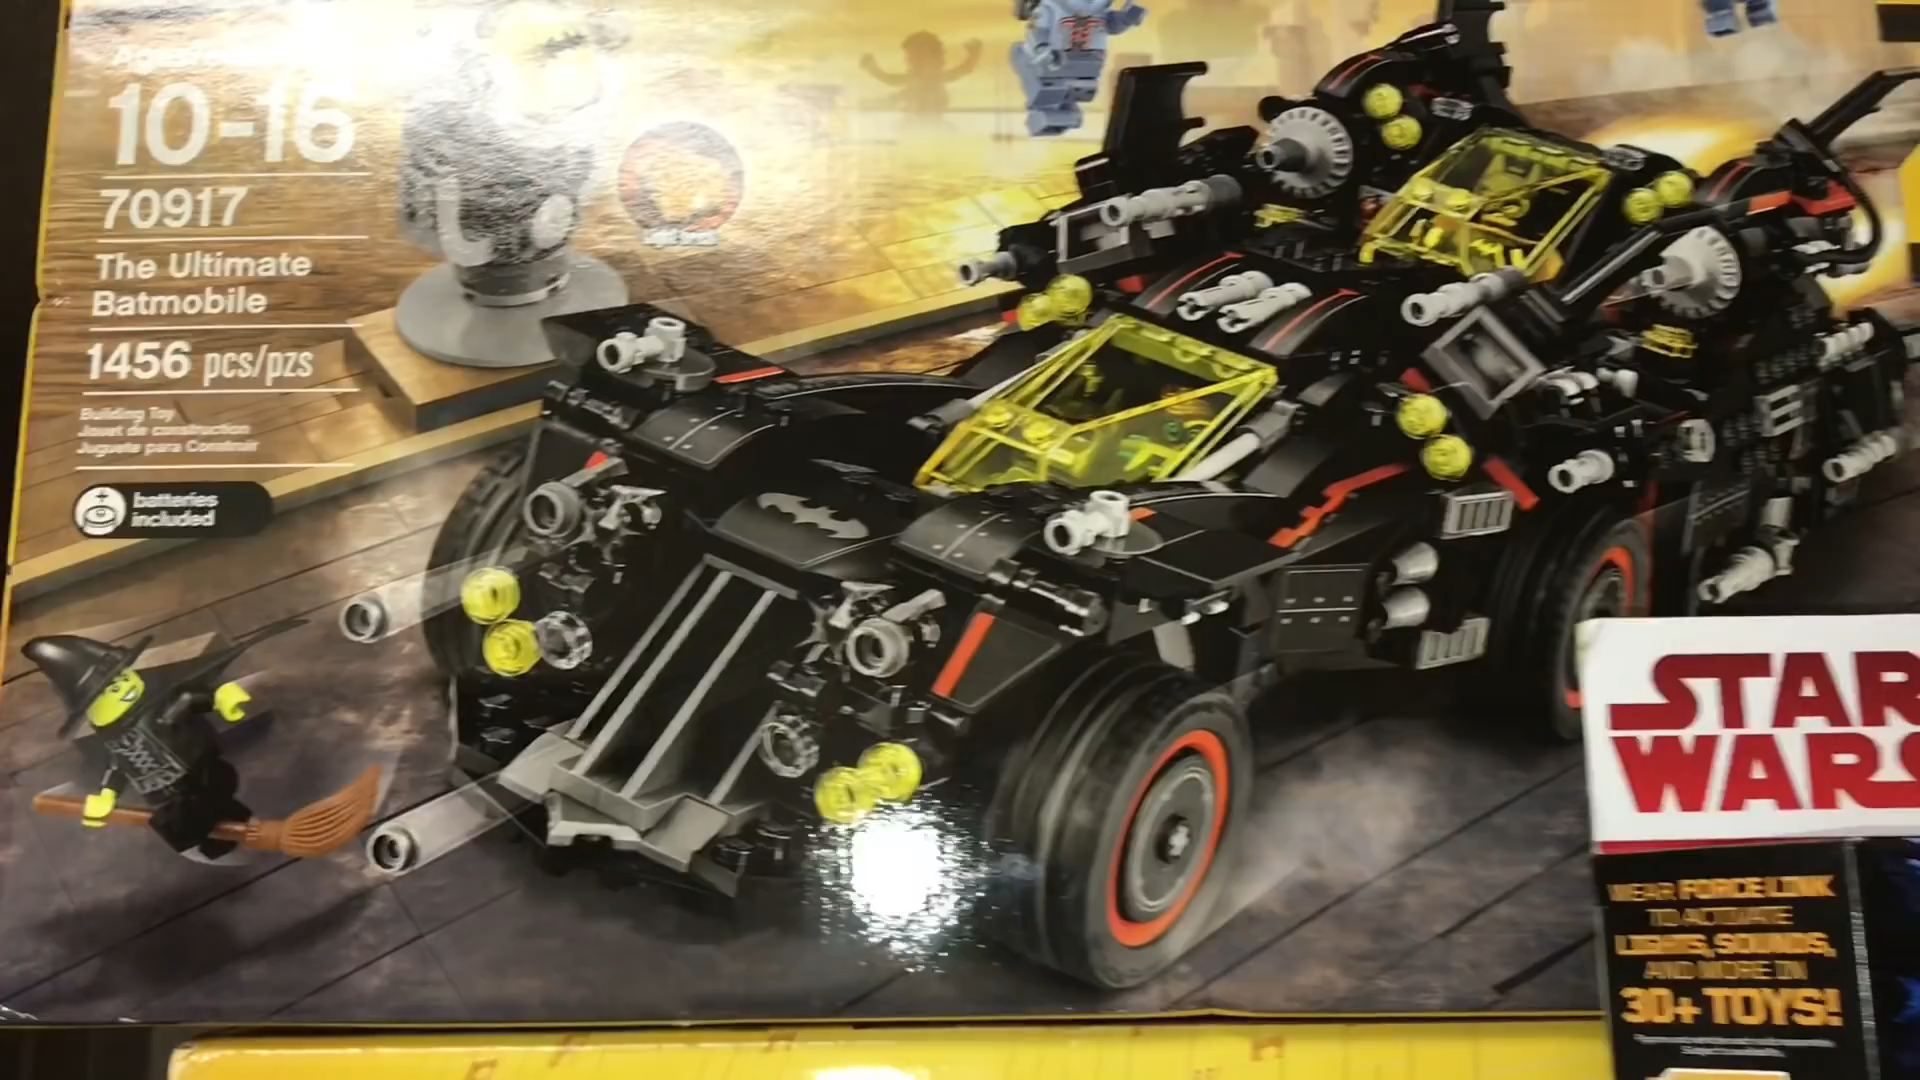 10-16
70917
The Ultimate
Batmobile
1456 pcs/pzs
Building Toy
Jouet de construction
Juguete para Construir
batteries
included
STAR
WARS
WEAR FORCE LINK
TO ACTIVATE
LIGHTS, SOUNDS,
AND MORE IN
30+ TOYS!